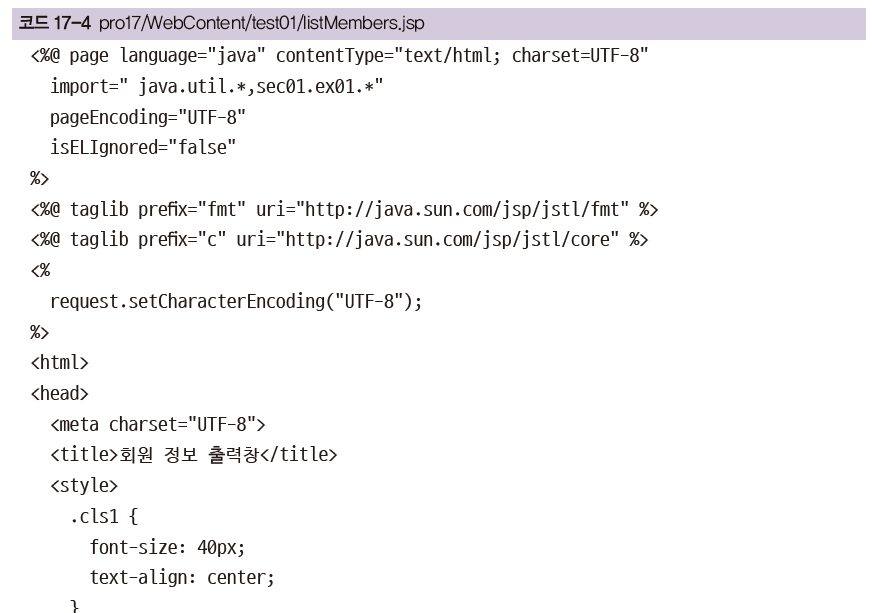 코드 17-4 pro17/WebContent/test01/listMembers.jsp
<%@ page language="java" contentType="text/html; charset=UTF-8"
import=" java.util.*,sec01.ex01.*"
pageEncoding="UTF-8"
isELIgnored="false"
%>
<%@ taglib prefix="fmt" uri="http://java.sun.com/jsp/jstl/fmt" %>
<%@ taglib prefix="c" uri="http://java.sun.com/jsp/jstl/core" %>
<%
request.setCharacterEncoding("UTF-8");
%>
<html>
<head>
<meta charset="UTF-8">
<title>회원 정보 출력창</title>
<style>
.cls1 {
font-size: 40px;
text-align: center;
}